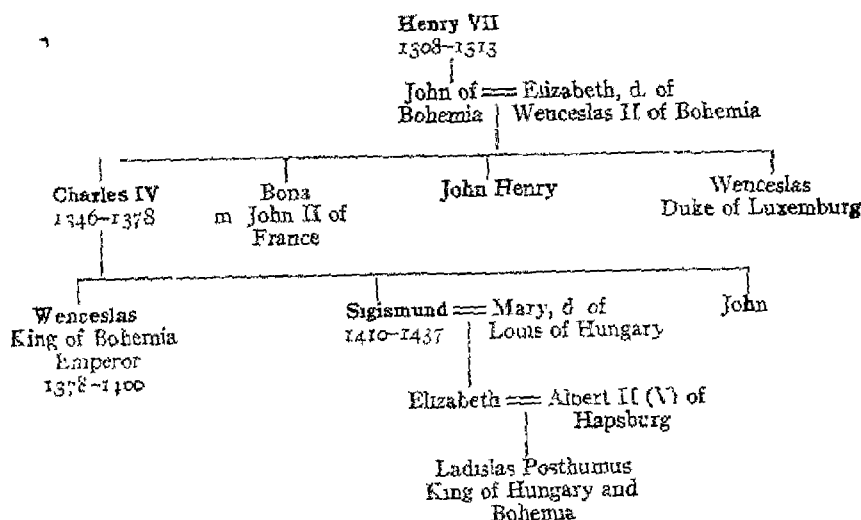 Henry VII
1308–1313
John of = Elizabeth, d. of
Bohemia Wenceslas II of Bohemia
Charles IV
1346–1378
Bona
m John II of
France
John Henry
Wenceslas
Duke of Luxemburg
Wenceslas
King of Bohemia
Emperor
1378–1400
Sigismund = Mary, d of
1410–1437 Louis of Hungary
John
Elizabeth = Albert II (V) of
Hapsburg
Ladislas Posthumus
King of Hungary and
Bohemia